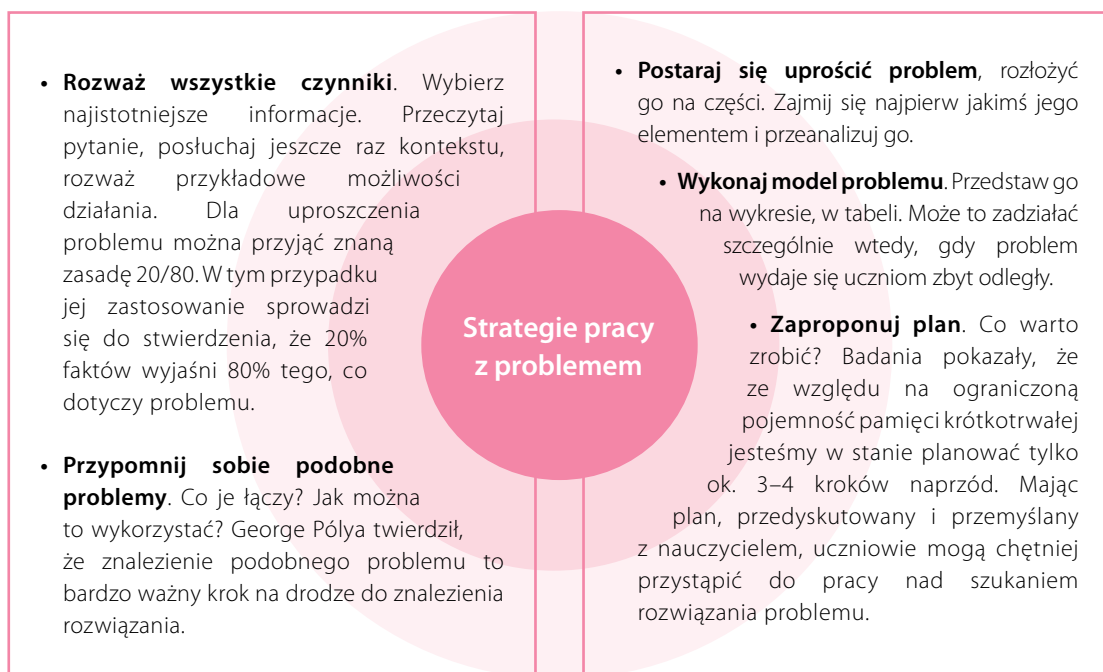 • Rozważ wszystkie czynniki. Wybierz
najistotniejsze informacje. Przeczytaj
pytanie, posłuchaj jeszcze raz kontekstu,
rozważ przykładowe możliwości
działania. Dla uproszczenia
problemu można przyjąć znaną
zasadę 20/80. W tym przypadku
jej zastosowanie sprowadzi
się do stwierdzenia, że 20%
faktów wyjaśni 80% tego, co
dotyczy problemu.
• Przypomnij sobie podobne
problemy. Co je łączy? Jak można
to wykorzystać? George Pólya twierdził,
że znalezienie podobnego problemu to
bardzo ważny krok na drodze do znalezienia
rozwiązania.
Strategie pracy
z problemem
• Postaraj się uprościć problem, rozłożyć
go na części. Zajmij się najpierw jakimś jego
elementem i przeanalizuj go.
• Wykonaj model problemu. Przedstaw go
na wykresie, w tabeli. Może to zadziałać
szczególnie wtedy, gdy problem
wydaje się uczniom zbyt odległy.
• Zaproponuj plan. Co warto
zrobić? Badania pokazały, że
ze względu na ograniczoną
pojemność pamięci krótkotrwałej
jesteśmy w stanie planować tylko
ok. 3–4 kroków naprzód. Mając
plan, przedyskutowany i przemyślany
z nauczycielem, uczniowie mogą chętniej
przystąpić do pracy nad szukaniem
rozwiązania problemu.